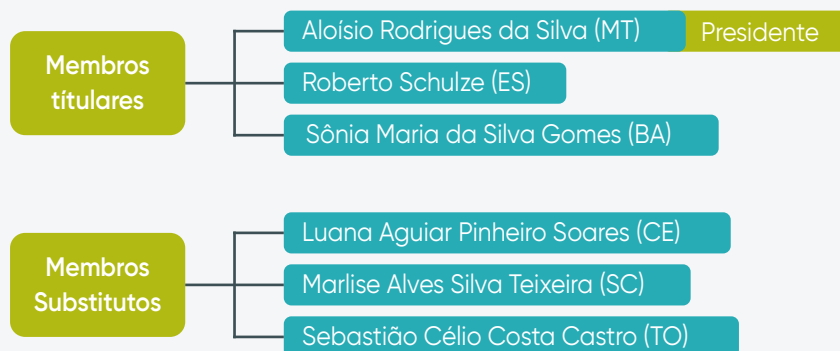 Membros
títulares
Aloísio Rodrigues da Silva (MT)
Presidente
Roberto Schulze (ES)
Sônia Maria da Silva Gomes (BA)
Membros
Substitutos
Luana Aguiar Pinheiro Soares (CE)
Marlise Alves Silva Teixeira (SC)
Sebastião Célio Costa Castro (TO)